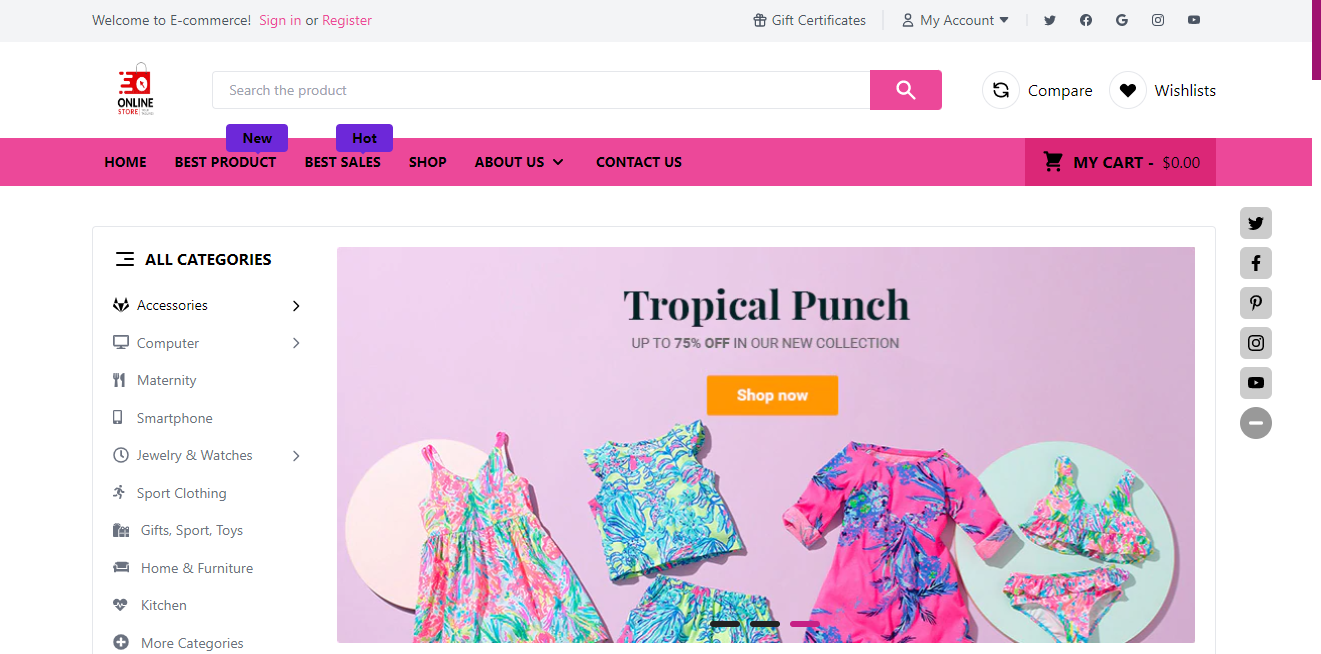 Welcome to E-commerce! Sign in or Register
Gift Certificates
My Account
ONLINE
STORE
Search the product
Compare
Wishlists
New
Hot
HOME
BEST PRODUCT
BEST SALES
SHOP
ABOUT US
CONTACT US
MY CART - $0.00
ALL CATEGORIES
Accessories
Computer
Maternity
Smartphone
Jewelry & Watches
Sport Clothing
Gifts, Sport, Toys
Home & Furniture
Kitchen
More Categories
Tropical Punch
UP TO 75% OFF IN OUR NEW COLLECTION
Shop now